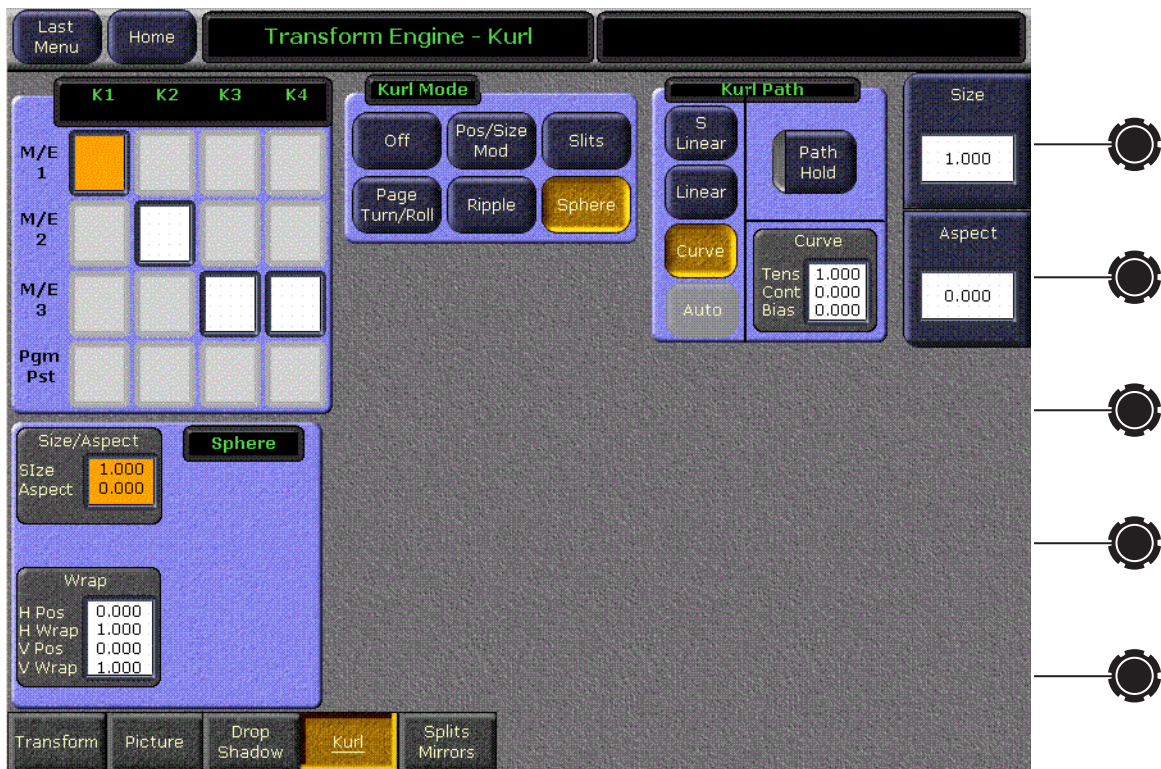 Last
Menu
Home
Transform Engine - Kurl
K1 K2 K3 K4
M/E
1
M/E
2
M/E
3
Pgm
Pst
Kurl Mode
Off
Pos/Size
Mod
Slits
Page
Turn/Roll
Ripple
Sphere
Kurl Path
S
Linear
Linear
Curve
Auto
Path
Hold
Curve
Tens 1.000
Cont 0.000
Bias 0.000
Size
1.000
Aspect
0.000
Size/Aspect
SIze 1.000
Aspect 0.000
Sphere
Wrap
H Pos 0.000
H Wrap 1.000
V Pos 0.000
V Wrap 1.000
Transform
Picture
Drop
Shadow
Kurl
Splits
Mirrors